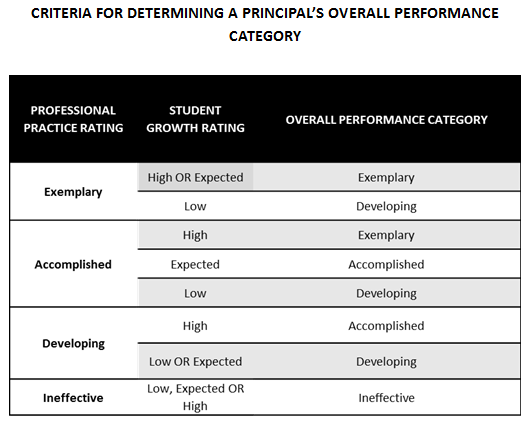 CRITERIA FOR DETERMINING A PRINCIPAL’S OVERALL PERFORMANCE
CATEGORY
PROFESSIONAL
PRACTICE RATING
STUDENT
GROWTH RATING
OVERALL PERFORMANCE CATEGORY
Exemplary
High OR Expected
Exemplary
Low
Developing
Accomplished
High
Exemplary
Expected
Accomplished
Low
Developing
Developing
High
Accomplished
Low OR Expected
Developing
Ineffective
Low, Expected OR
High
Ineffective